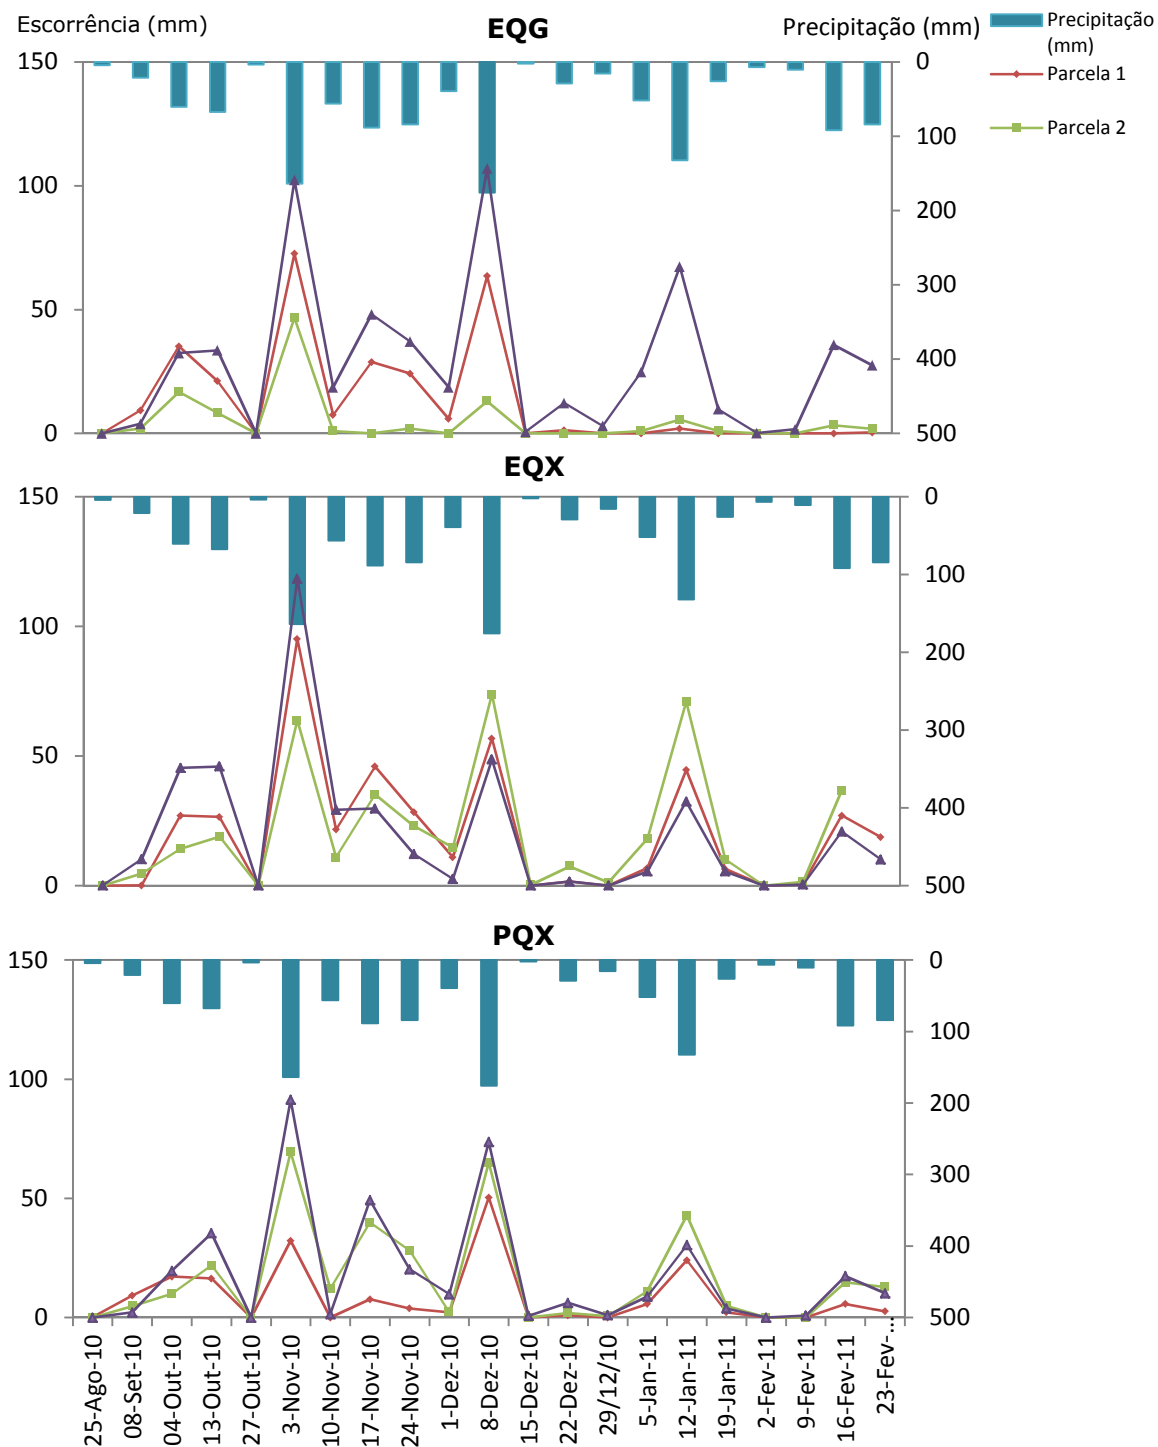 Escorrência (mm)
EQG
Precipitação (mm)
Precipitação
(mm)
Parcela 1
Parcela 2
150
100
50
0
0
100
200
300
400
500
EQX
150
100
50
0
0
100
200
300
400
500
PQX
150
100
50
0
0
100
200
300
400
500
25-Ago-10
08-Set-10
04-Out-10
13-Out-10
27-Out-10
3-Nov-10
10-Nov-10
17-Nov-10
24-Nov-10
1-Dez-10
8-Dez-10
15-Dez-10
22-Dez-10
29/12/10
5-Jan-11
12-Jan-11
19-Jan-11
2-Fev-11
9-Fev-11
16-Fev-11
23-Fev-…